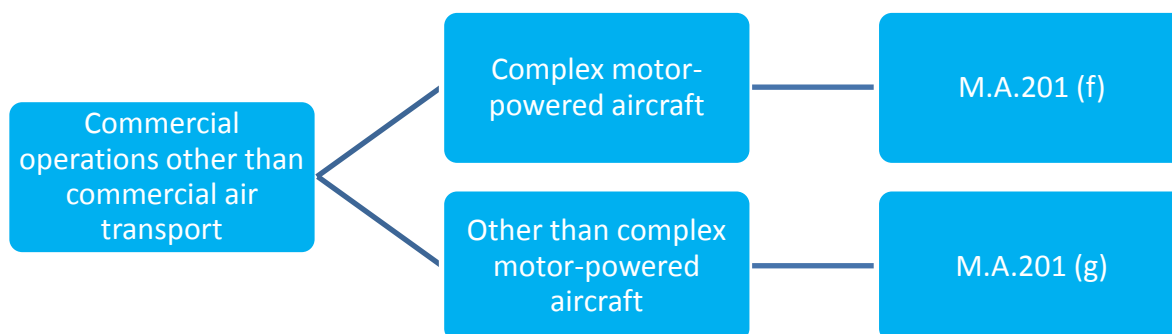 Commercial
operations other than
commercial air
transport
Complex motor-
powered aircraft
M.A.201 (f)
Other than complex
motor-powered
aircraft
M.A.201 (g)